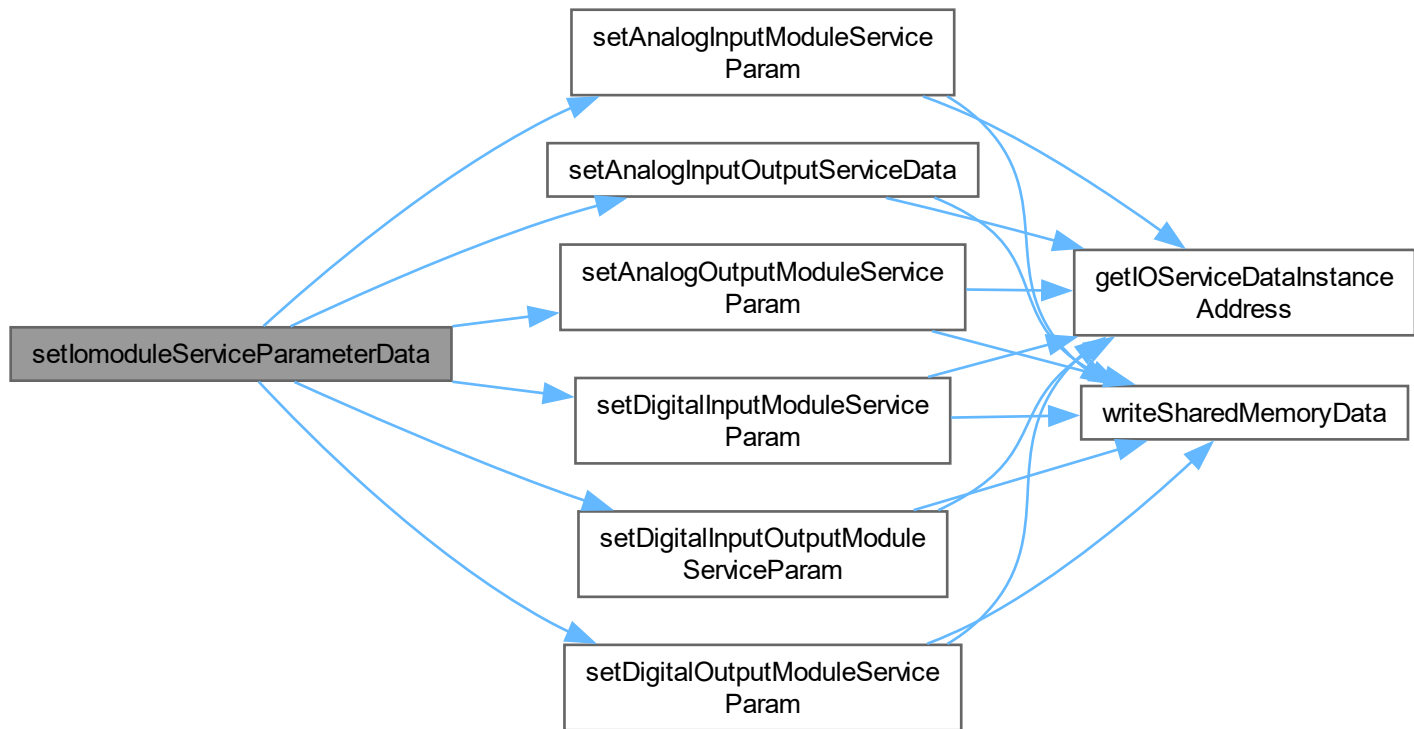 setAnalogInputModuleService
Param
setAnalogInputOutputServiceData
setAnalogOutputModuleService
Param
getIOServiceDataInstance
Address
setIomoduleServiceParameterData
setDigitalInputModuleService
Param
writeSharedMemoryData
setDigitalInputOutputModule
ServiceParam
setDigitalOutputModuleService
Param